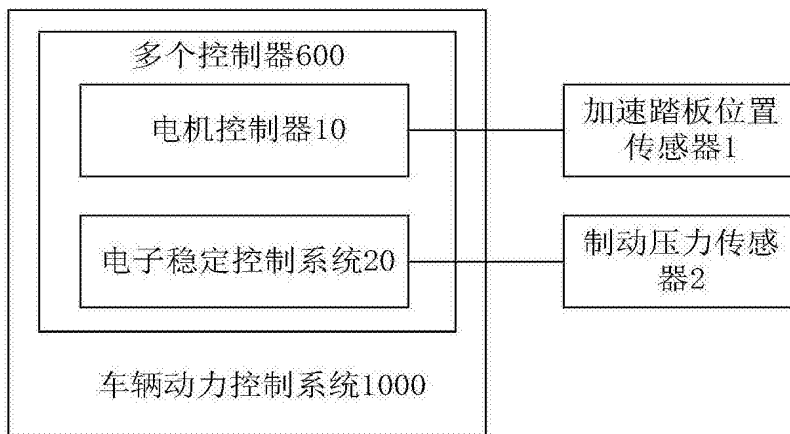 多个控制器600
电机控制器10
加速踏板位置
传感器1
电子稳定控制系统20
制动压力传感
器2
车辆动力控制系统1000